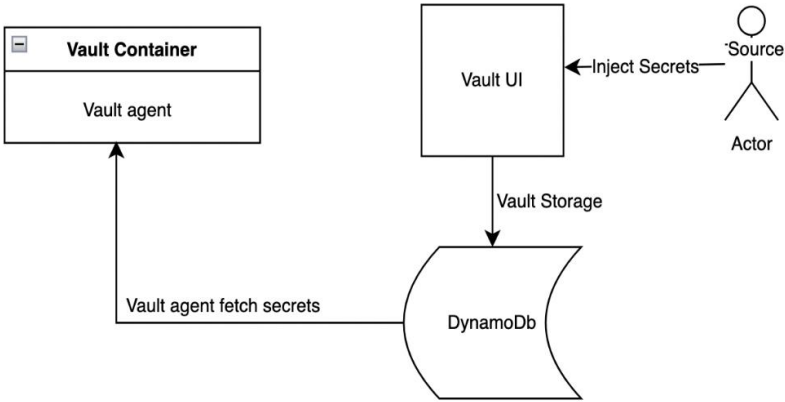 Vault Container
Vault agent
Vault UI
Inject Secrets
Source
Actor
Vault Storage
Vault agent fetch secrets
DynamoDb